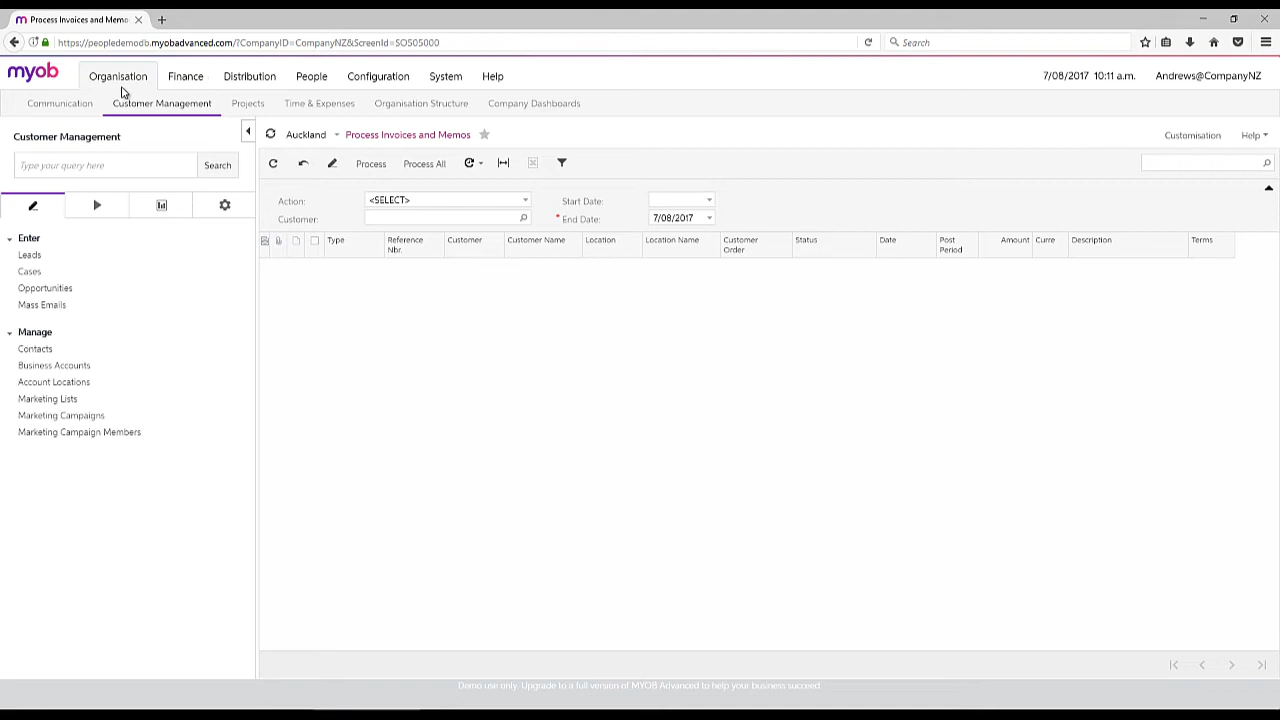 Process Invoices and Memo
https://peopledemodb.myobadvanced.com/?CompanyID=CompanyNZ&ScreenId=SO505000
Search
myob
Organisation Finance Distribution People Configuration System Help
7/08/2017 10:11 a.m. Andrews@CompanyNZ
Communication Customer Management Projects Time & Expenses Organisation Structure Company Dashboards
Customer Management
Type your query here Search
Enter
Leads
Cases
Opportunities
Mass Emails
Manage
Contacts
Business Accounts
Account Locations
Marketing Lists
Marketing Campaigns
Marketing Campaign Members
Auckland Process Invoices and Memos
Customisation Help
Process Process All
Action: <SELECT> Start Date:
Customer: * End Date: 7/08/2017
Type Reference Nbr. Customer Customer Name Location Location Name Customer Order Status Date Post Period Amount Curre Description Terms
Demo use only. Upgrade to a full version of MYOB Advanced to help your business succeed.